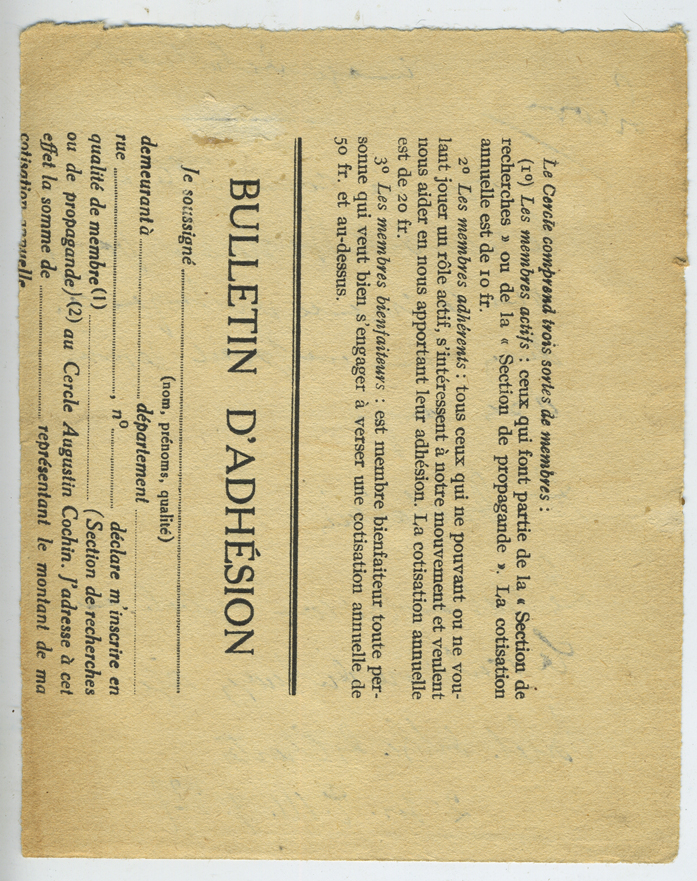 Le Cercle comprend trois sortes de membres :
(1º) Les membres actifs : ceux qui font partie de la « Section de
recherches » ou de la « Section de propagande ». La cotisation
annuelle est de 10 fr.
2º Les membres adhérents : tous ceux qui ne pouvant ou ne vou-
lant jouer un rôle actif, s'intéressent à notre mouvement et veulent
nous aider en nous apportant leur adhésion. La cotisation annuelle
est de 20 fr.
3º Les membres bienfaiteurs : est membre bienfaiteur toute per-
sonne qui veut bien s'engager à verser une cotisation annuelle de
50 fr. et au-dessus.
BULLETIN D'ADHÉSION
Je soussigné
(nom, prénoms, qualité)
demeurant à département
rue , nº déclare m'inscrire en
qualité de membre (1) (Section de recherches
ou de propagande) (2) au Cercle Augustin Cochin. J'adresse à cet
effet la somme de représentant le montant de ma
cotisation annuelle